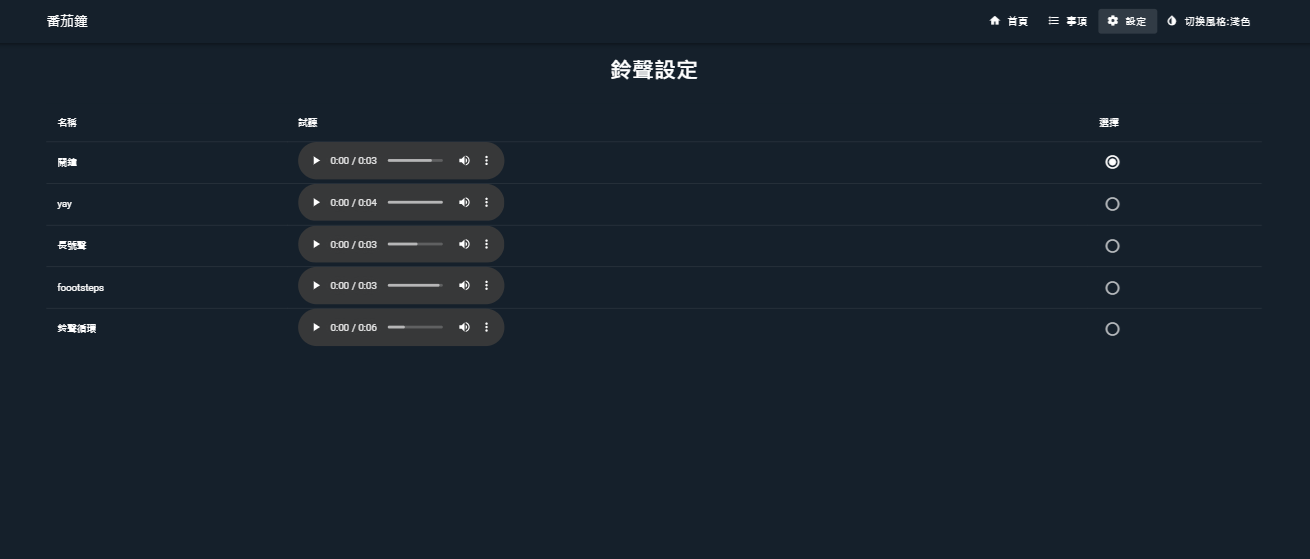 番茄鐘
首頁
事項
設定
切換風格:淺色
鈴聲設定
名稱 試聽 選擇
鬧鐘 0:00 / 0:03
yay 0:00 / 0:04
長號聲 0:00 / 0:03
foootsteps 0:00 / 0:03
鈴聲循環 0:00 / 0:06